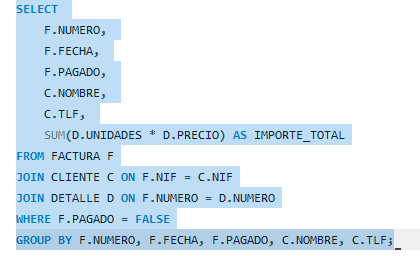 SELECT
F.NUMERO,
F.FECHA,
F.PAGADO,
C.NOMBRE,
C.TLF,
SUM(D.UNIDADES * D.PRECIO) AS IMPORTE_TOTAL
FROM FACTURA F
JOIN CLIENTE C ON F.NIF = C.NIF
JOIN DETALLE D ON F.NUMERO = D.NUMERO
WHERE F.PAGADO = FALSE
GROUP BY F.NUMERO, F.FECHA, F.PAGADO, C.NOMBRE, C.TLF;